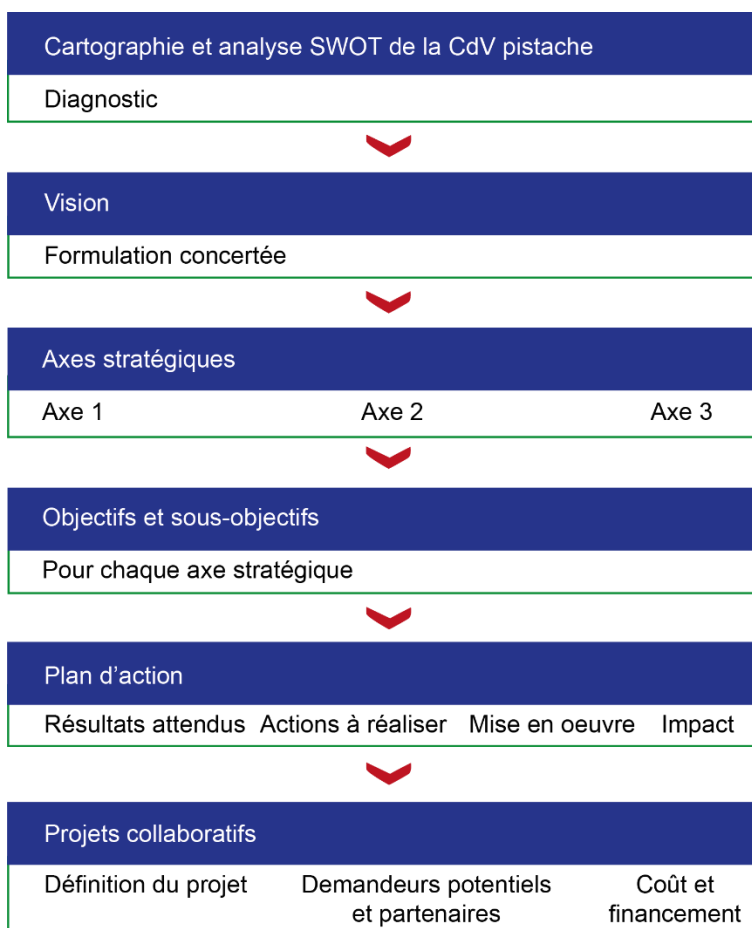 Cartographie et analyse SWOT de la CdV pistache
Diagnostic
Vision
Formulation concertée
Axes stratégiques
Axe 1 Axe 2 Axe 3
Objectifs et sous-objectifs
Pour chaque axe stratégique
Plan d'action
Résultats attendus Actions à réaliser Mise en oeuvre Impact
Projets collaboratifs
Définition du projet Demandeurs potentiels Coût et
et partenaires financement